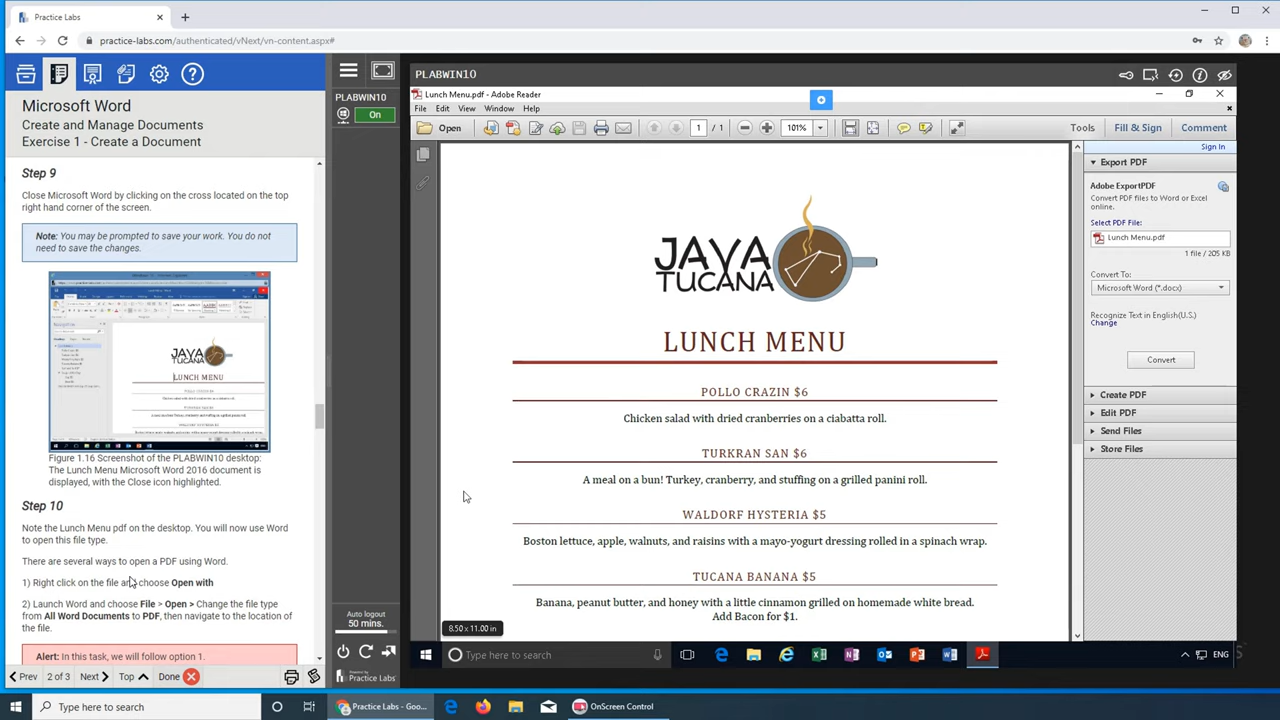 Practice Labs
practice-labs.com/authenticated/vNext/vn-content.aspx#
Microsoft Word
Create and Manage Documents
Exercise 1 - Create a Document
Step 9
Close Microsoft Word by clicking on the cross located on the top
right hand corner of the screen.
Note: You may be prompted to save your work. You do not
need to save the changes.
JAVA
TUCANA
LUNCH MENU
Figure 1.16 Screenshot of the PLABWIN10 desktop:
The Lunch Menu Microsoft Word 2016 document is
displayed, with the Close icon highlighted.
Step 10
Note the Lunch Menu pdf on the desktop. You will now use Word
to open this file type.
There are several ways to open a PDF using Word.
1) Right click on the file and choose Open with
2) Launch Word and choose File > Open > Change the file type
from All Word Documents to PDF, then navigate to the location of
the file.
Alert: In this task, we will follow option 1.
Prev 2 of 3 Next Top Done
PLABWIN10
On
Auto logout
50 mins.
Powered by
Practice Labs
PLABWIN10
Lunch Menu.pdf - Adobe Reader
File Edit View Window Help
Open 1 / 1 101% Tools Fill & Sign Comment
Sign In
Export PDF
Adobe ExportPDF
Convert PDF files to Word or Excel
online.
Select PDF File:
Lunch Menu.pdf
1 file / 205 KB
Convert To:
Microsoft Word (*.docx)
Recognize Text in English(U.S.)
Change
Convert
Create PDF
Edit PDF
Send Files
Store Files
JAVA
TUCANA
LUNCH MENU
POLLO CRAZIN $6
Chicken salad with dried cranberries on a ciabatta roll.
TURKRAN SAN $6
A meal on a bun! Turkey, cranberry, and stuffing on a grilled panini roll.
WALDORF HYSTERIA $5
Boston lettuce, apple, walnuts, and raisins with a mayo-yogurt dressing rolled in a spinach wrap.
TUCANA BANANA $5
Banana, peanut butter, and honey with a little cinnamon grilled on homemade white bread.
Add Bacon for $1.
8.50 x 11.00 in
Type here to search
ENG
Type here to search
Practice Labs - Goo...
OnScreen Control